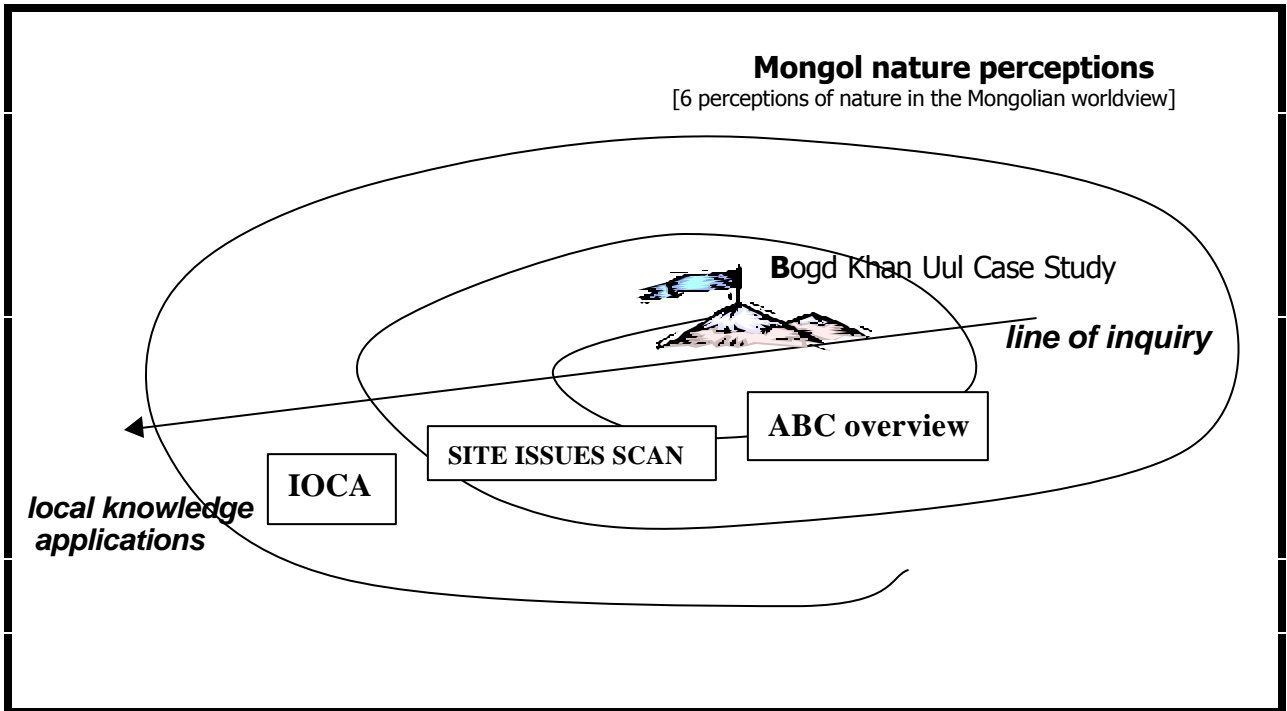 Mongol nature perceptions
[6 perceptions of nature in the Mongolian worldview]
Bogd Khan Uul Case Study
line of inquiry
ABC overview
SITE ISSUES SCAN
IOCA
local knowledge
applications